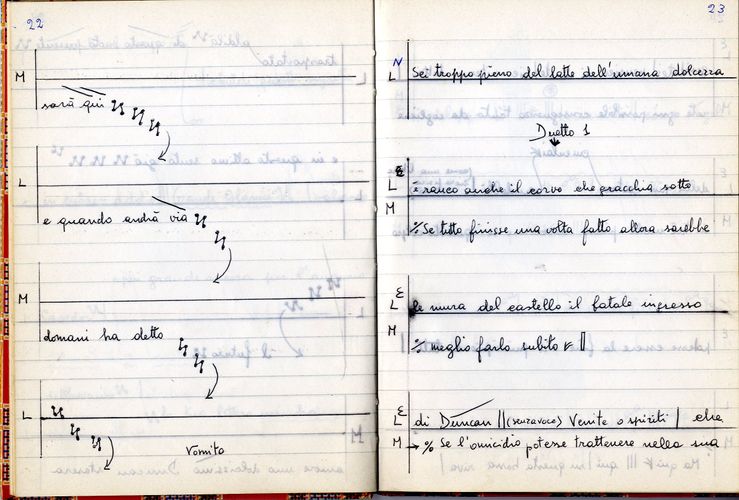 22
M
sarà qui
L
e quando andrà via
M
domani ha detto
L
Vomito
23
N
L Sei troppo pieno del latte dell'umana dolcezza
Duetto 1
E
L è rauco anche il corvo che gracchia sotto
M
% Se tutto finisse una volta fatto allora sarebbe
E
L le mura del castello il fatale ingresso
M
% meglio farlo subito
E
L di Duncan || (senzavoce) Venite o spiriti | che
M → % Se l'omicidio potesse trattenere nella sua